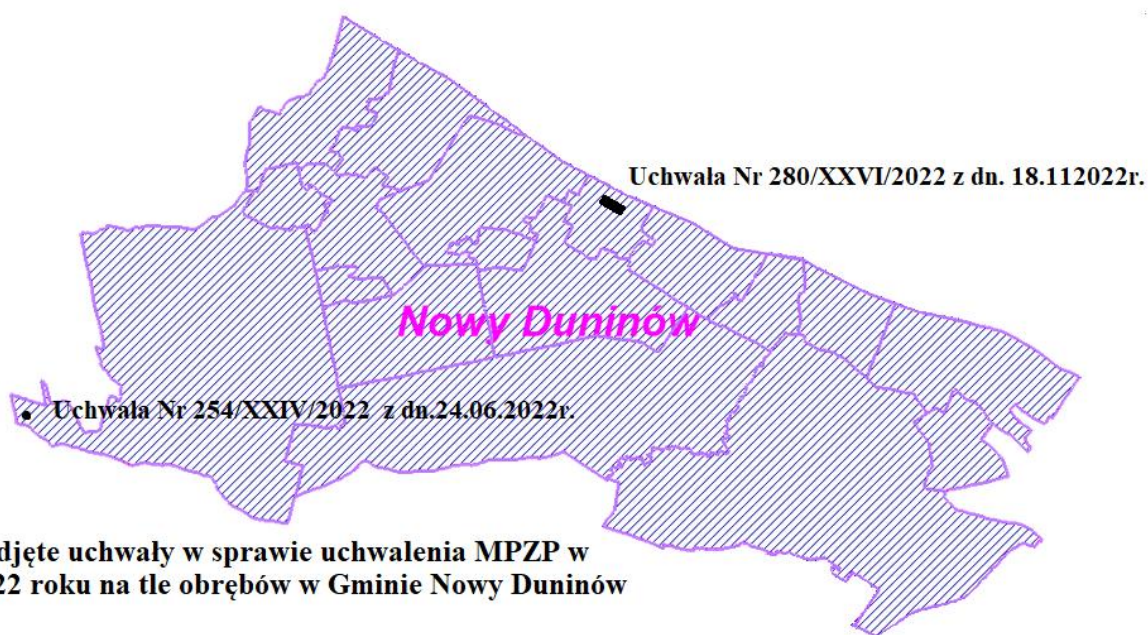 Uchwała Nr 280/XXVI/2022 z dn. 18.112022r.
Nowy Duninów
Uchwała Nr 254/XXIV/2022 z dn.24.06.2022r.
djęte uchwały w sprawie uchwalenia MPZP w
22 roku na tle obrębów w Gminie Nowy Duninów